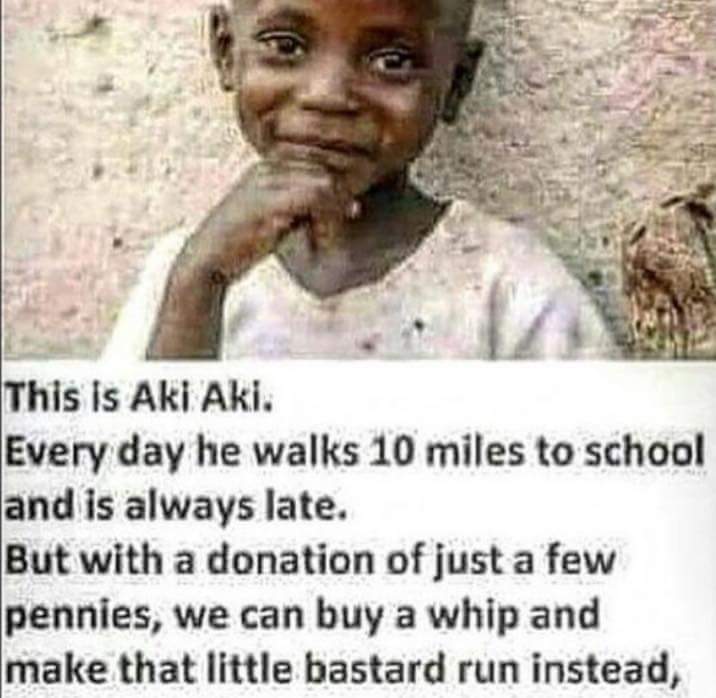 This is Aki Aki.
Every day he walks 10 miles to school
and is always late.
But with a donation of just a few
pennies, we can buy a whip and
make that little bastard run instead,